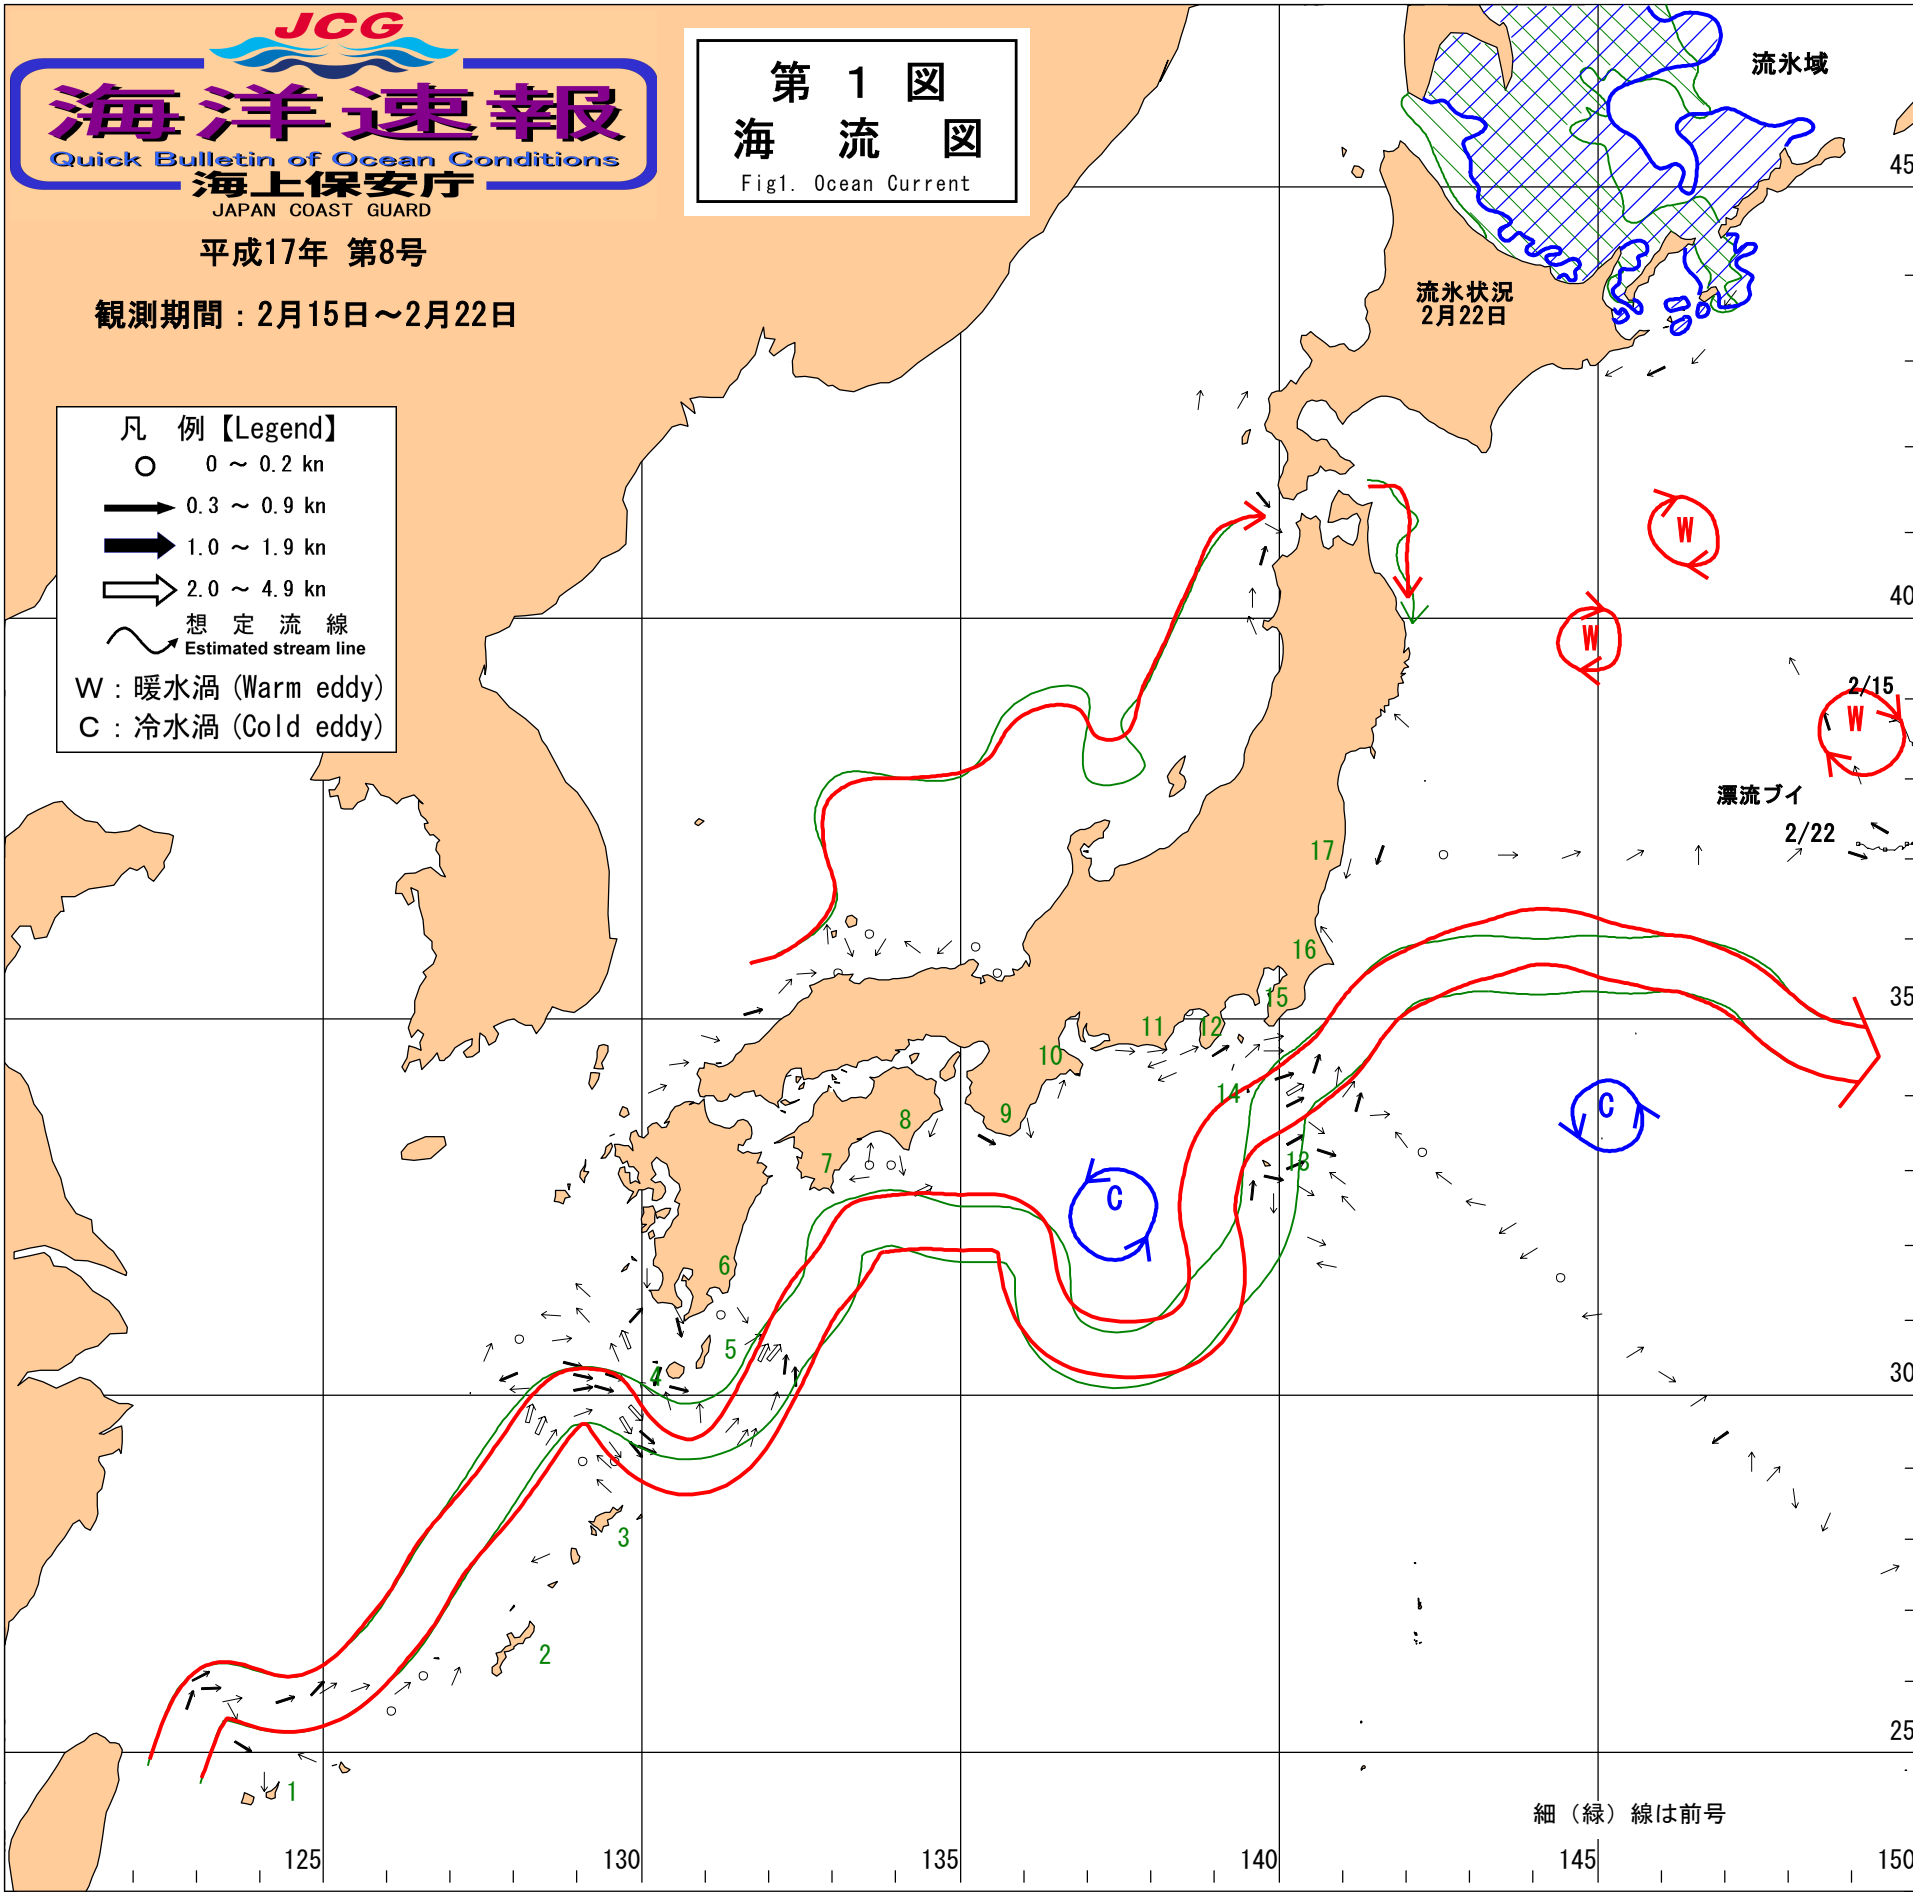 JCG
海洋速報
Quick Bulletin of Ocean Conditions
海上保安庁
JAPAN COAST GUARD
平成17年 第8号
観測期間：2月15日～2月22日
第 1 図
海 流 図
Fig1. Ocean Current
凡 例【Legend】
0 ～ 0.2 kn
0.3 ～ 0.9 kn
1.0 ～ 1.9 kn
2.0 ～ 4.9 kn
想 定 流 線
Estimated stream line
W：暖水渦(Warm eddy)
C：冷水渦(Cold eddy)
流氷域
45
流氷状況
2月22日
W
40
W
2/15
W
漂流ブイ
2/22
17
16
35
15
11
12
10
14
C
9
8
13
7
C
6
5
4
30
3
2
25
1
細（緑）線は前号
125
130
135
140
145
150